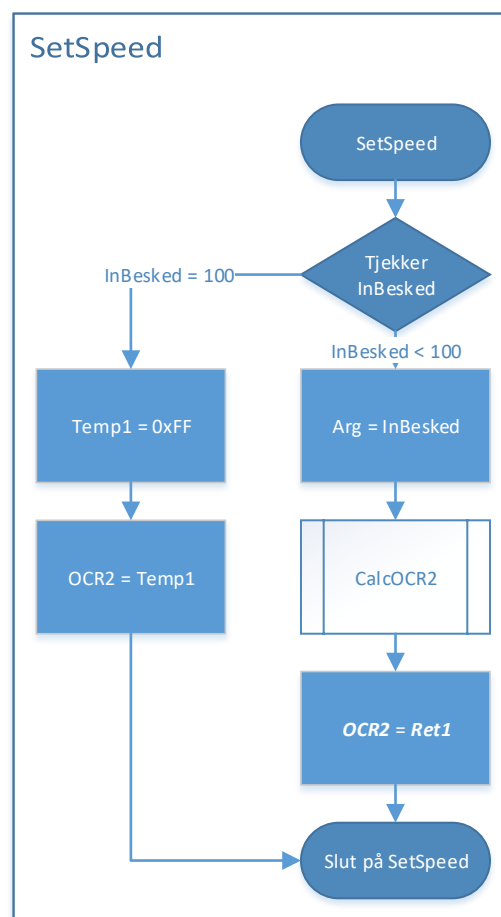 SetSpeed
SetSpeed
Tjekker
InBesked
InBesked = 100
InBesked < 100
Temp1 = 0xFF
Arg = InBesked
OCR2 = Temp1
CalcOCR2
OCR2 = Ret1
Slut på SetSpeed